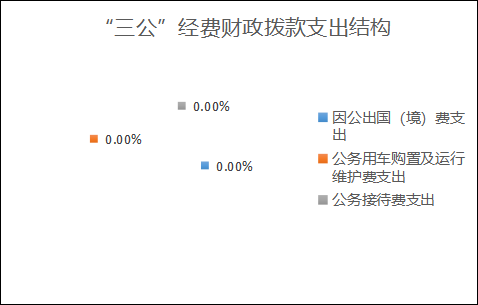 “三公”经费财政拨款支出结构
0.00%
0.00%
0.00%
因公出国（境）费支
出
公务用车购置及运行
维护费支出
公务接待费支出